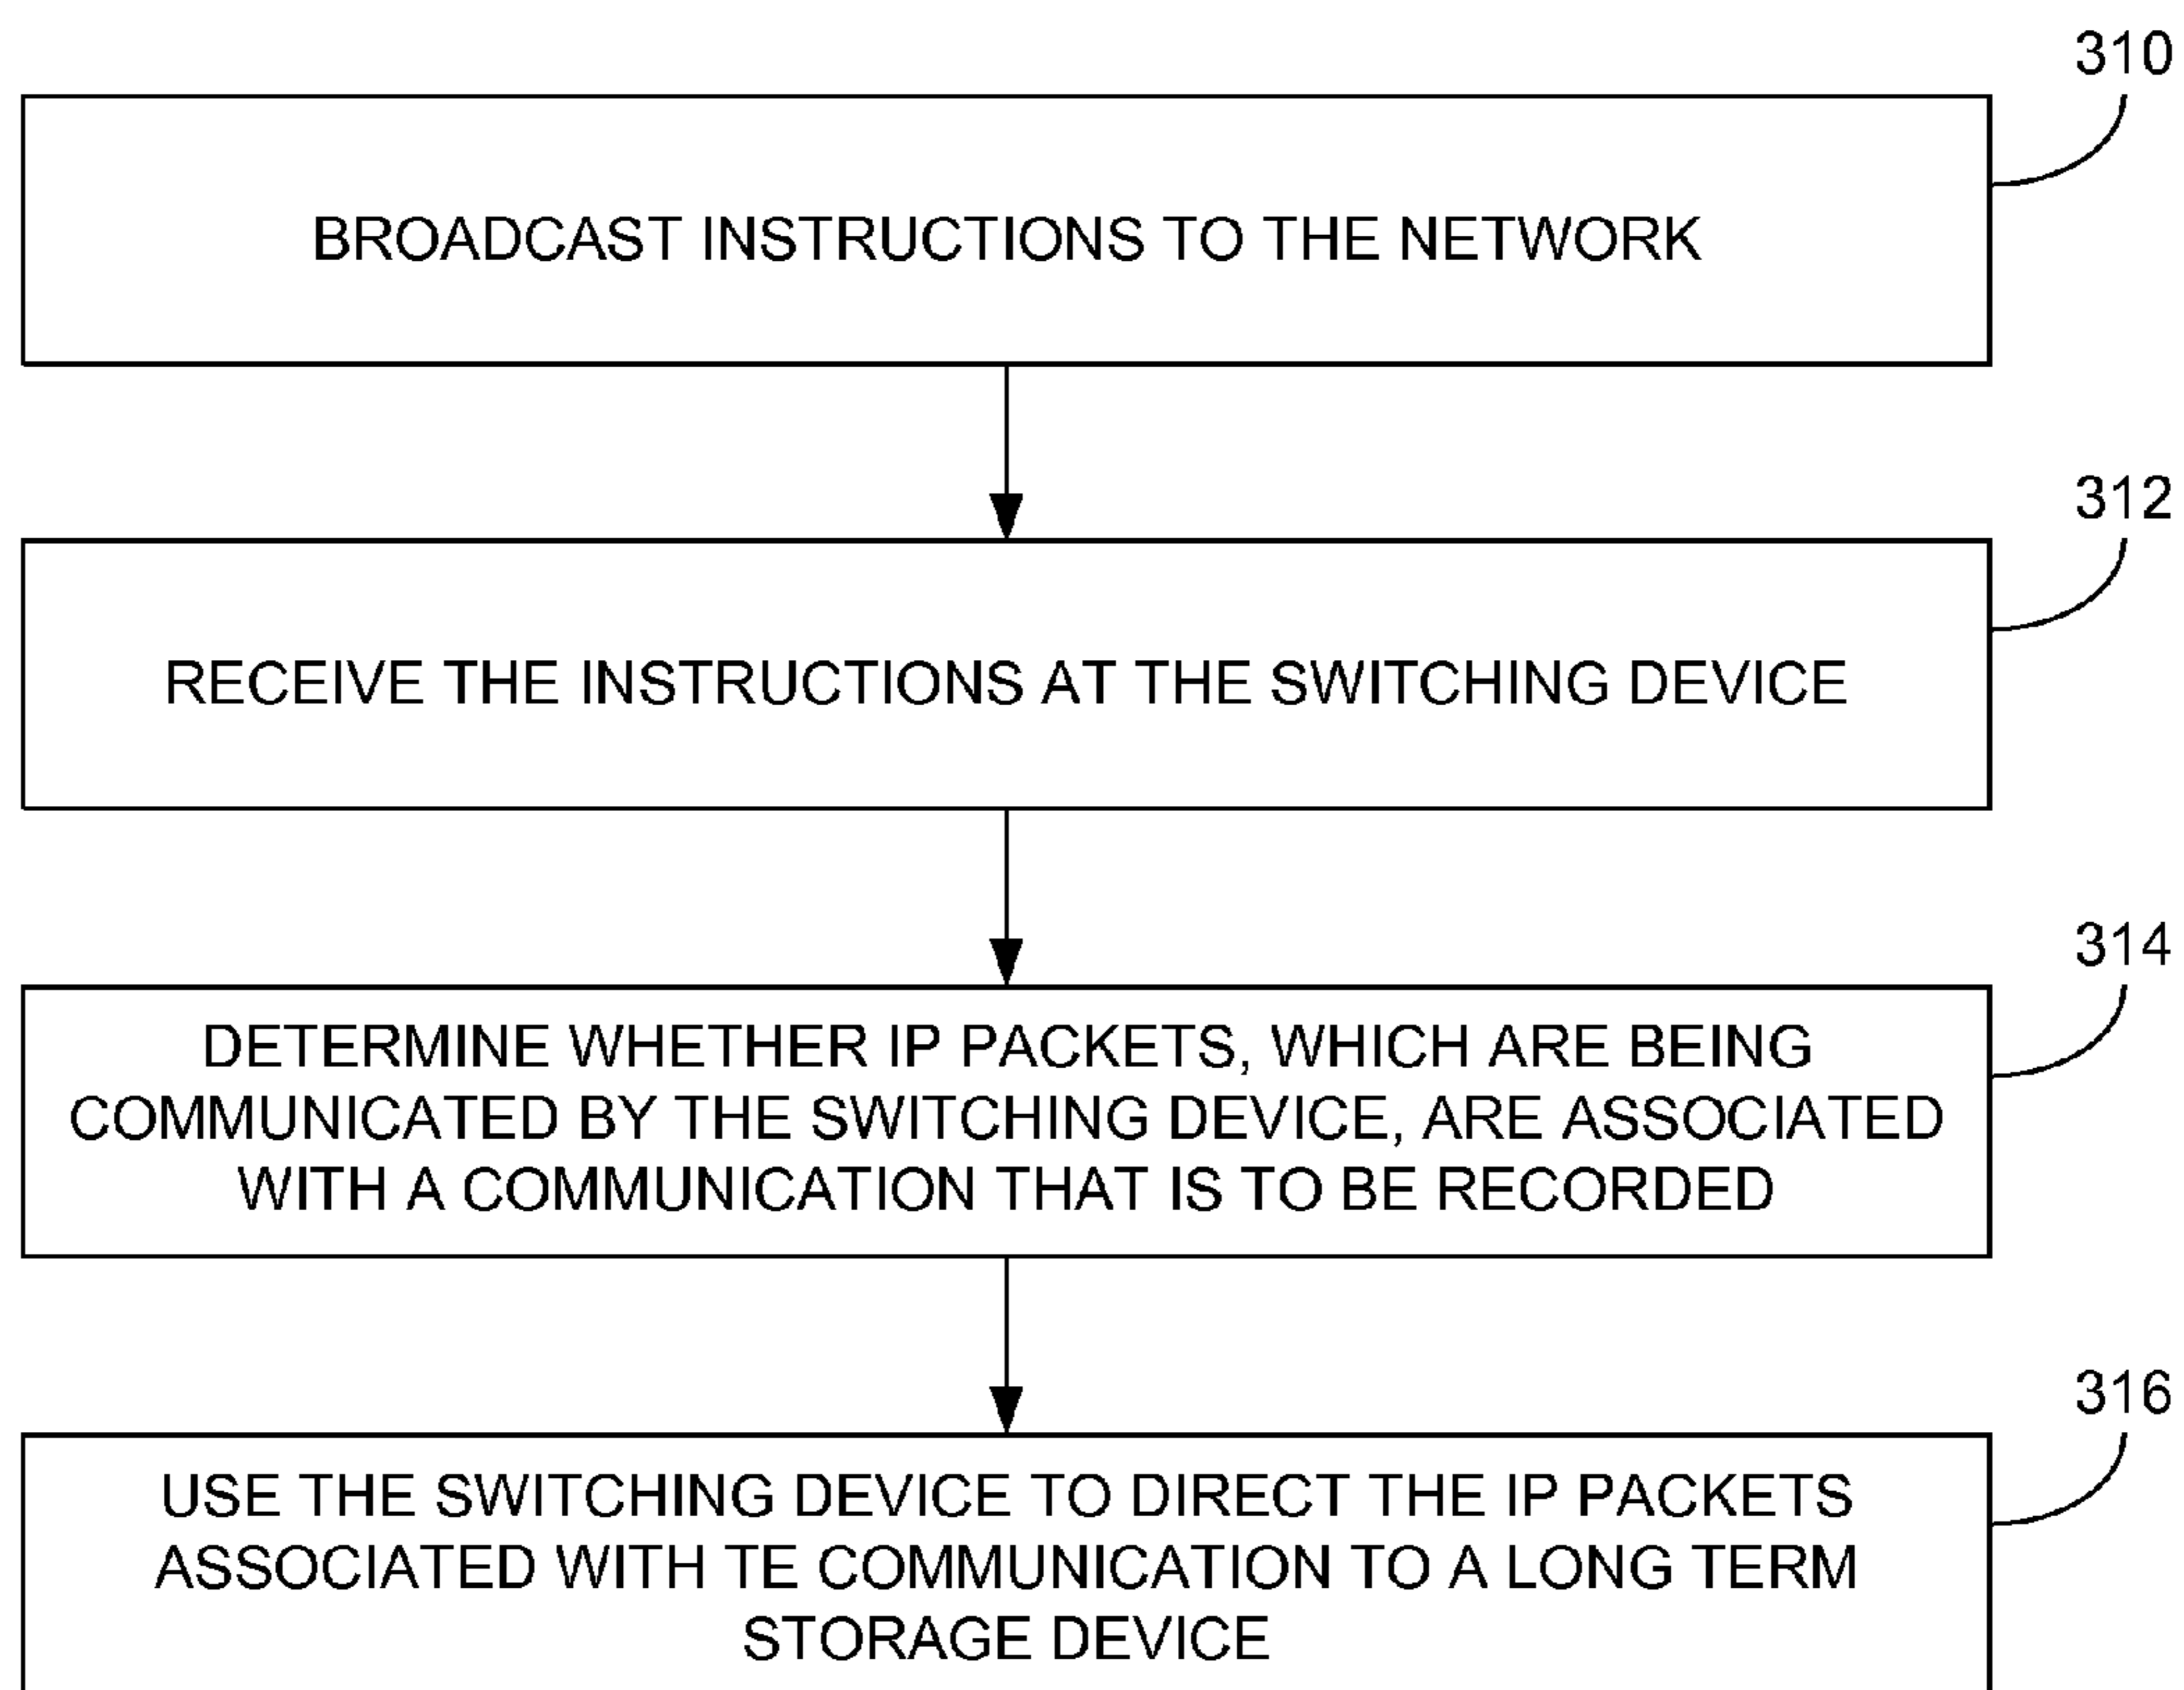 310
BROADCAST INSTRUCTIONS TO THE NETWORK
312
RECEIVE THE INSTRUCTIONS AT THE SWITCHING DEVICE
314
DETERMINE WHETHER IP PACKETS, WHICH ARE BEING
COMMUNICATED BY THE SWITCHING DEVICE, ARE ASSOCIATED
WITH A COMMUNICATION THAT IS TO BE RECORDED
316
USE THE SWITCHING DEVICE TO DIRECT THE IP PACKETS
ASSOCIATED WITH TE COMMUNICATION TO A LONG TERM
STORAGE DEVICE